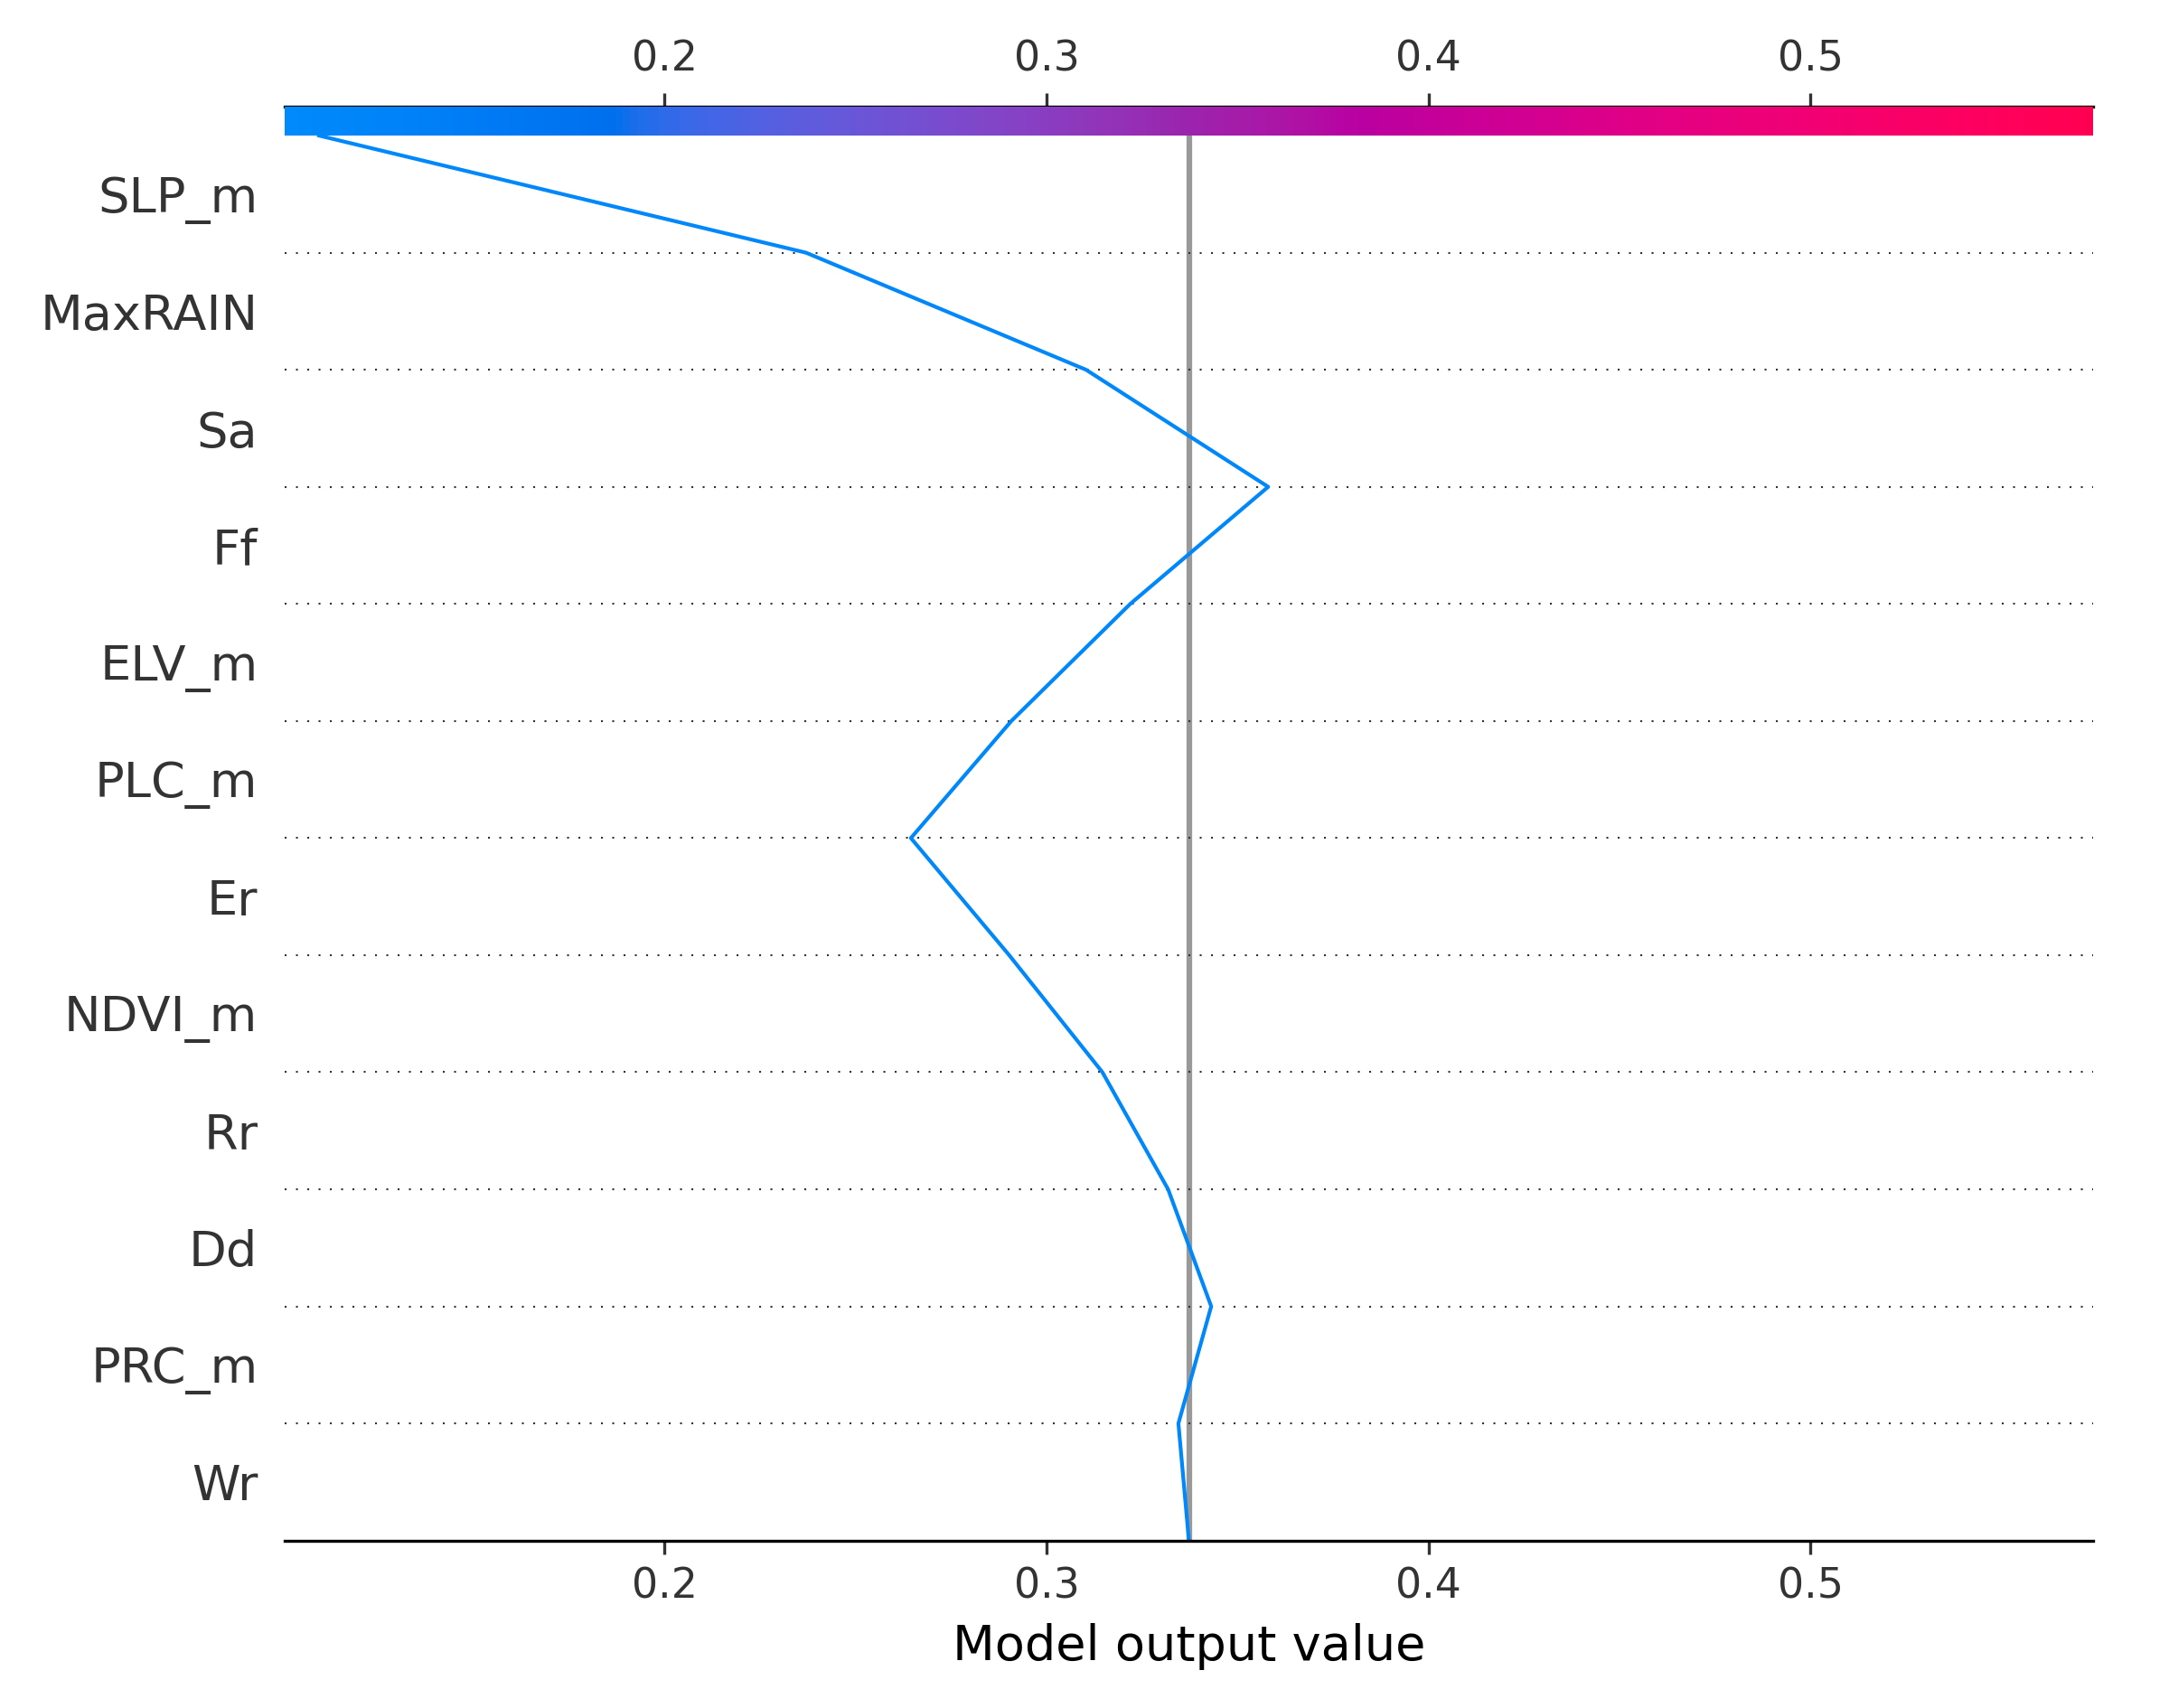 0.2 0.3 0.4 0.5
SLP_m
MaxRAIN
Sa
Ff
ELV_m
PLC_m
Er
NDVI_m
Rr
Dd
PRC_m
Wr
0.2 0.3 0.4 0.5
Model output value